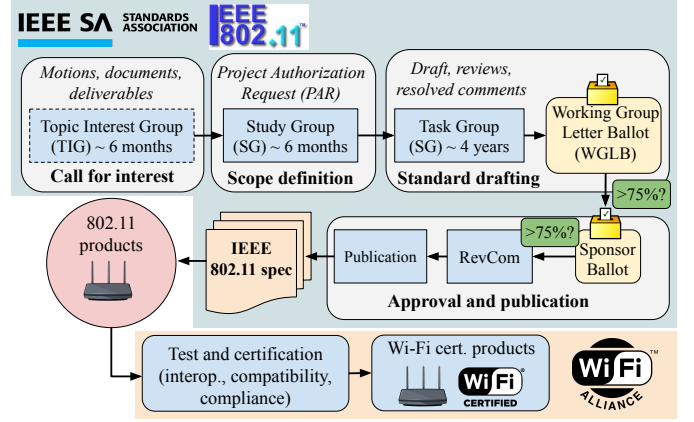 IEEE SA STANDARDS
ASSOCIATION
IEEE
802.11™
Motions, documents,
deliverables
Topic Interest Group
(TIG) ~ 6 months
Call for interest
Project Authorization
Request (PAR)
Study Group
(SG) ~ 6 months
Scope definition
Draft, reviews,
resolved comments
Task Group
(SG) ~ 4 years
Standard drafting
Working Group
Letter Ballot
(WGLB)
>75%?
Sponsor
Ballot
>75%?
RevCom
Publication
Approval and publication
IEEE
802.11 spec
802.11
products
Test and certification
(interop., compatibility,
compliance)
Wi-Fi cert. products
Wi Fi®
CERTIFIED
Wi Fi™
ALLIANCE